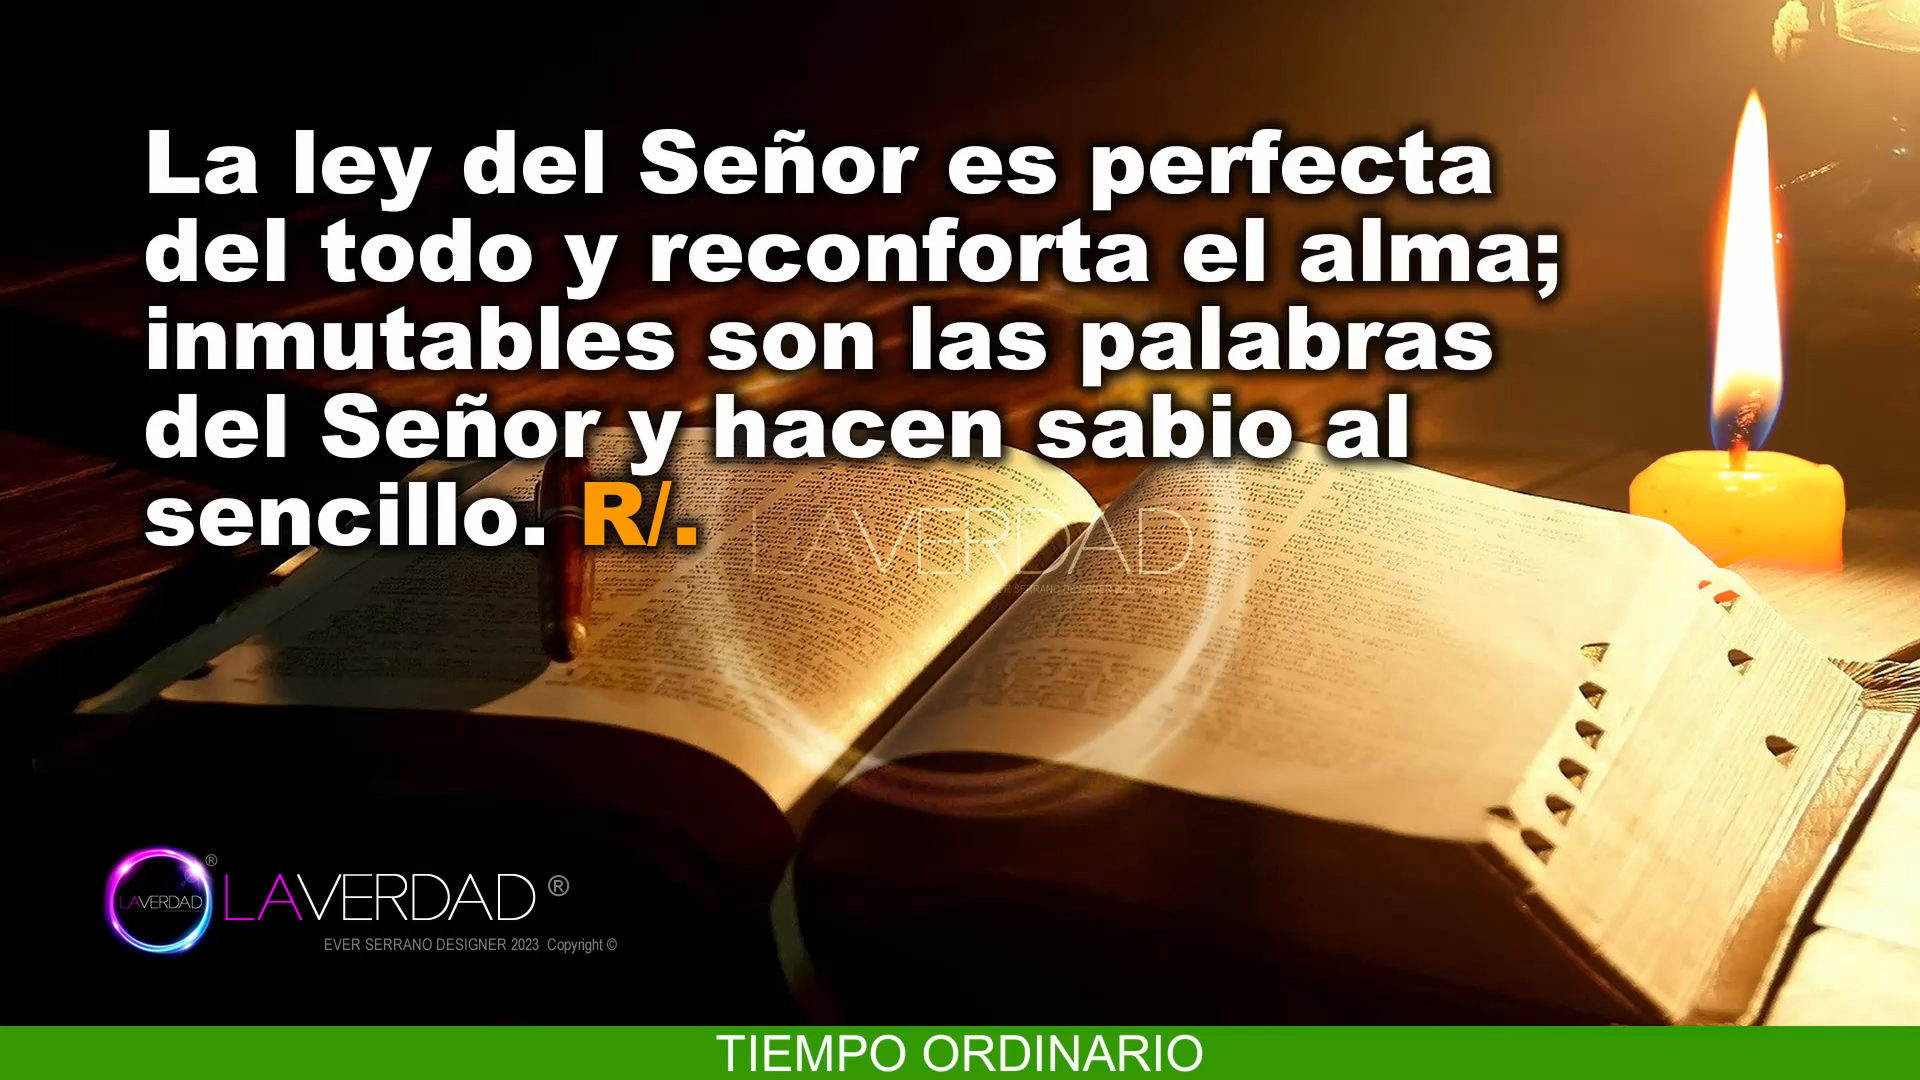 La ley del Señor es perfecta
del todo y reconforta el alma;
inmutables son las palabras
del Señor y hacen sabio al
sencillo. R/.
LAVERDAD
LAVERDAD ®
LAVERDAD ®
EVER SERRANO DESIGNER 2023 Copyright ©
TIEMPO ORDINARIO